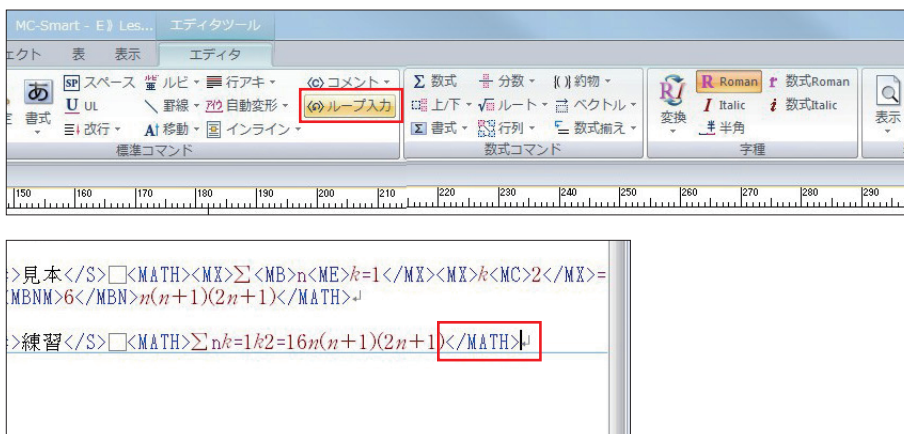 MC-Smart - E》Les... エディタツール
ェクト 表 表示 エディタ
SP スペース ルビ 行アキ コメント
あ 書式 U UL 罫線 自動変形 ループ入力
改行 A 移動 インライン
標準コマンド
Σ 数式 分数 { }約物
上/下 √ルート ベクトル
Σ 書式 行列 数式揃え
数式コマンド
RI 変換 R Roman r 数式Roman
I Italic i 数式Italic
半角
字種
表示
150 160 170 180 190 200 210 220 230 240 250 260 270 280 290
:>見本</S>□<MATH><MX>∑<MB>n<ME>k=1</MX><MX>k<MC>2</MX>=
<MBNM>6</MBN>n(n+1)(2n+1)</MATH>↵
:>練習</S>□<MATH>∑nk=1k2=16n(n+1)(2n+1)</MATH>↵